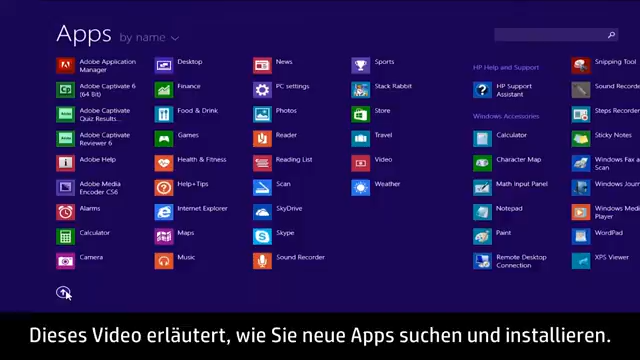 Apps by name
Adobe Application
Manager
Adobe Captivate 6
(64 Bit)
Adobe Captivate
Quiz Results...
Adobe Captivate
Reviewer 6
Adobe Help
Adobe Media
Encoder CS6
Alarms
Calculator
Camera
Desktop
Finance
Food & Drink
Games
Health & Fitness
Help+Tips
Internet Explorer
Maps
Music
News
PC settings
Photos
Reader
Reading List
Scan
SkyDrive
Skype
Sound Recorder
Sports
Stack Rabbit
Store
Travel
Video
Weather
HP Help and Support
HP Support
Assistant
Windows Accessories
Calculator
Character Map
Math Input Panel
Notepad
Paint
Remote Desktop
Connection
Snipping Tool
Sound Recorde
Steps Recorder
Sticky Notes
Windows Fax a
Scan
Windows Journ
Windows Medi
Player
WordPad
XPS Viewer
Dieses Video erläutert, wie Sie neue Apps suchen und installieren.